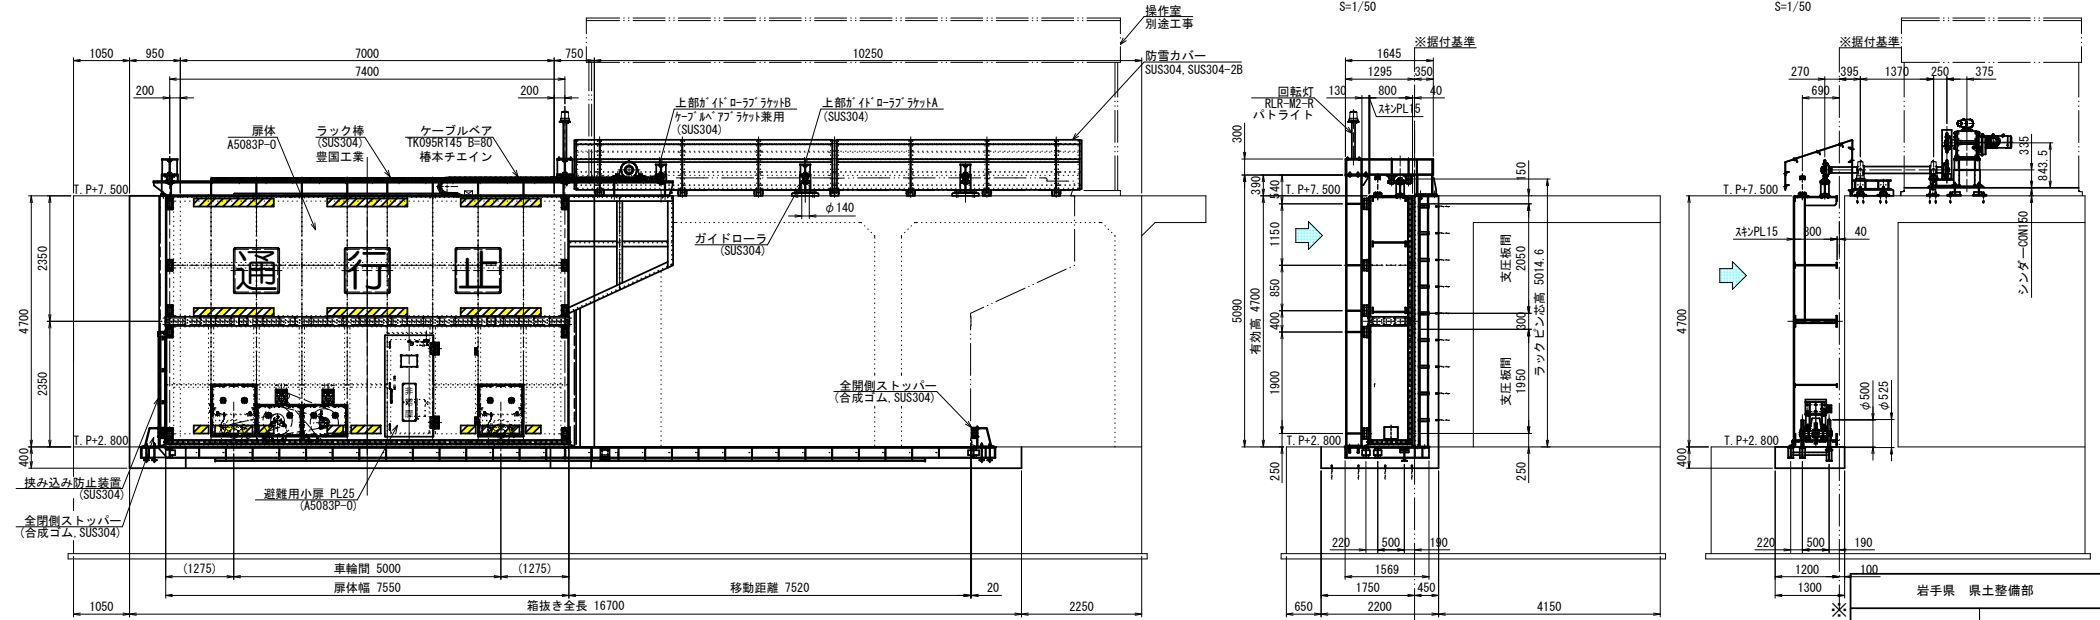 S=1/50
S=1/50
操作室
別途工事
1050
950
7000
750
10250
7400
200
200
防雪カバー
SUS304,SUS304-2B
扉体
A5083P-O
ラック棒
(SUS304)
豊国工業
ケーブルベア
TK095R145 B=80
椿本チエイン
上部ガイドローラブラケットB
ケーブルベアブラケット兼用
(SUS304)
上部ガイドローラブラケットA
(SUS304)
T.P+7.500
φ140
ガイドローラ
(SUS304)
通行止
2350
4700
2350
全開側ストッパー
(合成ゴム,SUS304)
T.P+2.800
400
挟み込み防止装置
(SUS304)
全閉側ストッパー
(合成ゴム,SUS304)
避難用小扉 PL25
(A5083P-O)
(1275)
車輪間 5000
(1275)
扉体幅 7550
移動距離 7520
20
1050
箱抜き全長 16700
2250
※据付基準
1645
1295
350
130
800
40
回転灯
RLR-M2-R
パトライト
スキンPL15
300
390
540
150
T.P+7.500
1150
850
400
1900
5090
有効高 4700
支圧板間
2050
300
支圧板間
1950
ラックピン芯高 5014.6
T.P+2.800
250
250
220
500
190
1569
1750
450
650
2200
4150
※据付基準
270
395
1370
250
375
690
335
843.5
T.P+7.500
スキンPL15
800
40
シンダーCON150
4700
φ500
φ525
T.P+2.800
400
220
500
190
1200
100
1300
※
岩手県 県土整備部